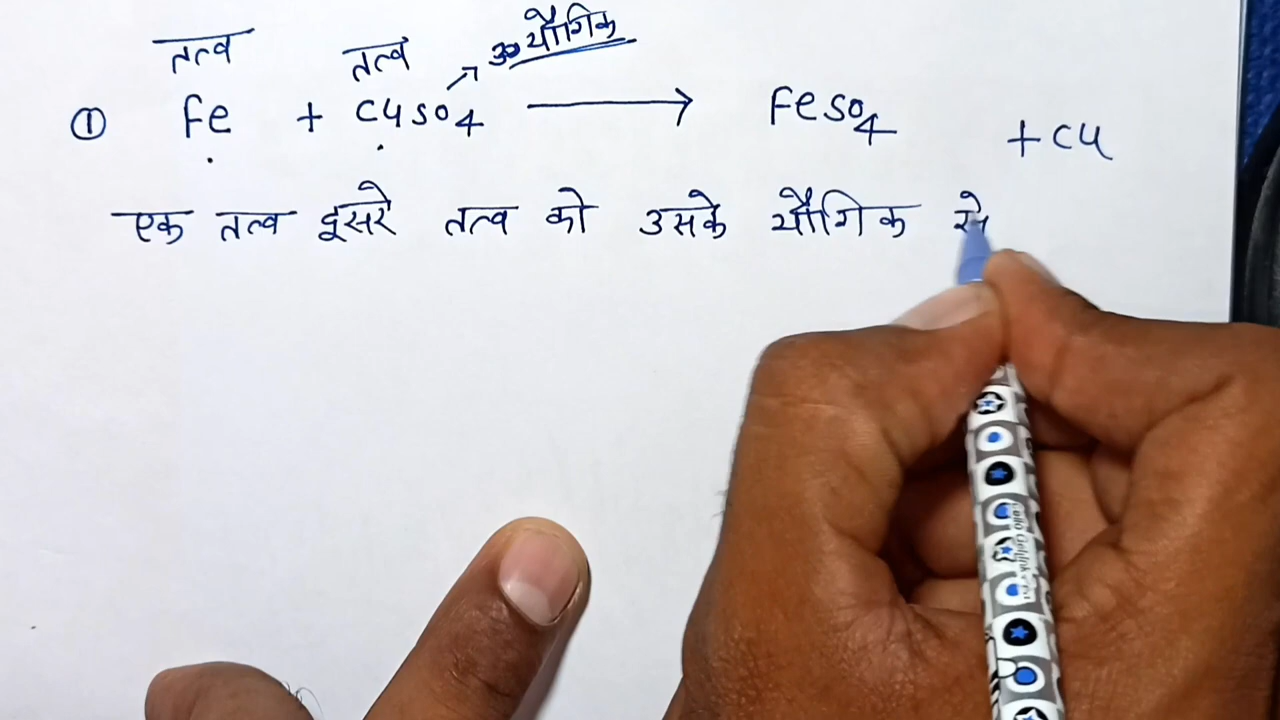 तत्व तत्व यौगिक
① Fe + CuSO4 → FeSO4 + Cu
एक तत्व दूसरे तत्व को उसके यौगिक से